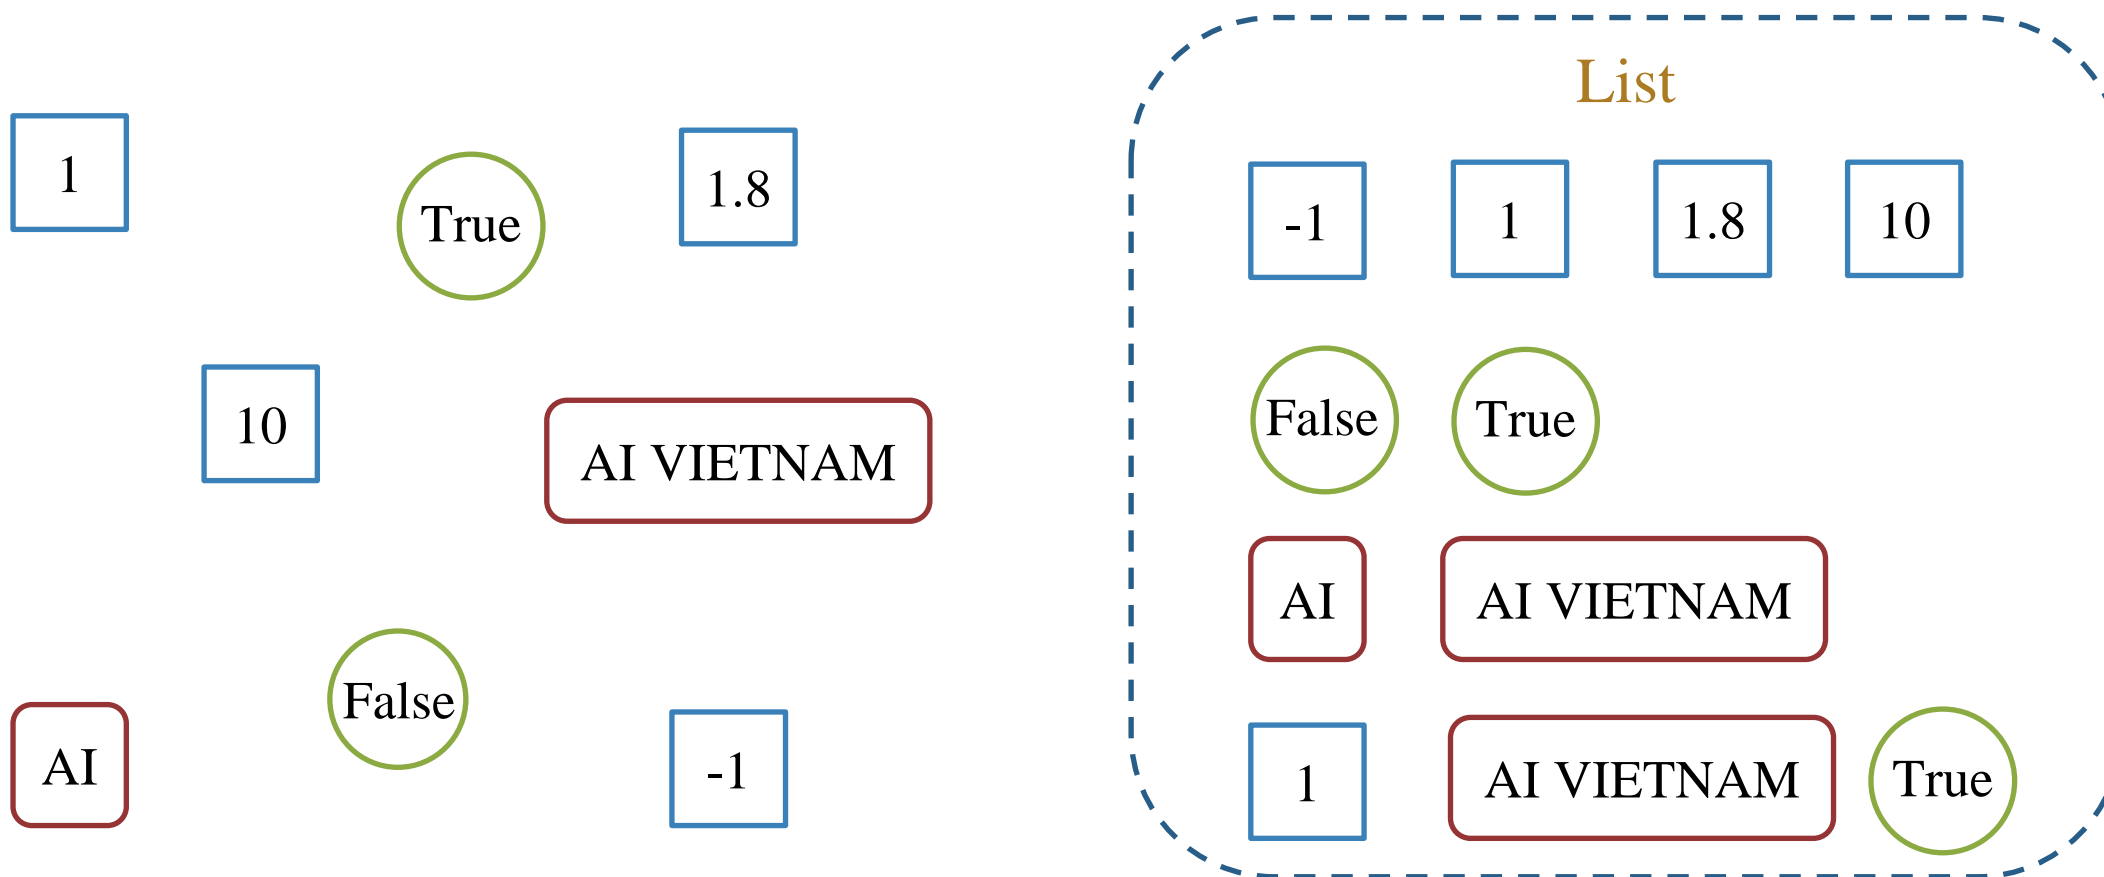 1
True
1.8
10
AI VIETNAM
False
AI
-1
List
-1 1 1.8 10
False True
AI AI VIETNAM
1 AI VIETNAM True